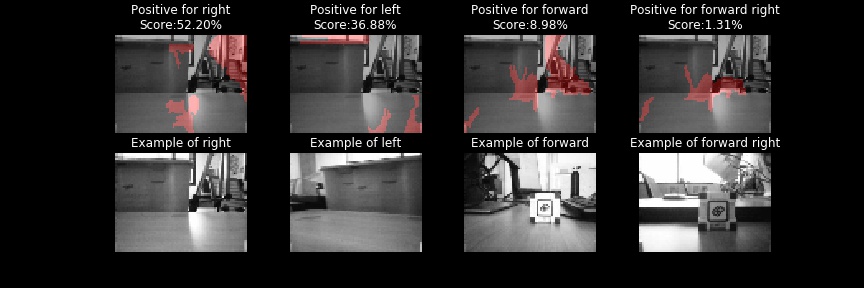 Positive for right
Score:52.20%
Positive for left
Score:36.88%
Positive for forward
Score:8.98%
Positive for forward right
Score:1.31%
Example of right
Example of left
Example of forward
Example of forward right